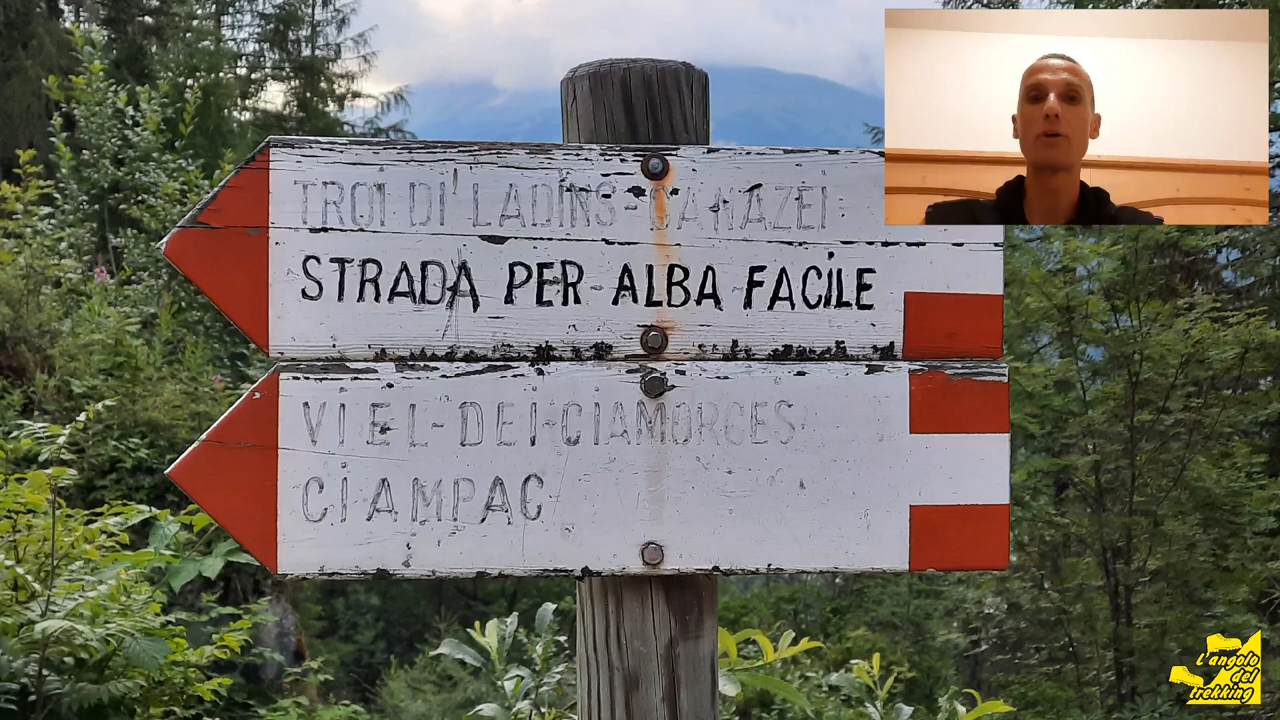 TROI DI LADINS - CANAZEI
STRADA PER ALBA FACILE
VIEL - DEI - CIAMORCES
CIAMPAC
L'angolo
del
trekking